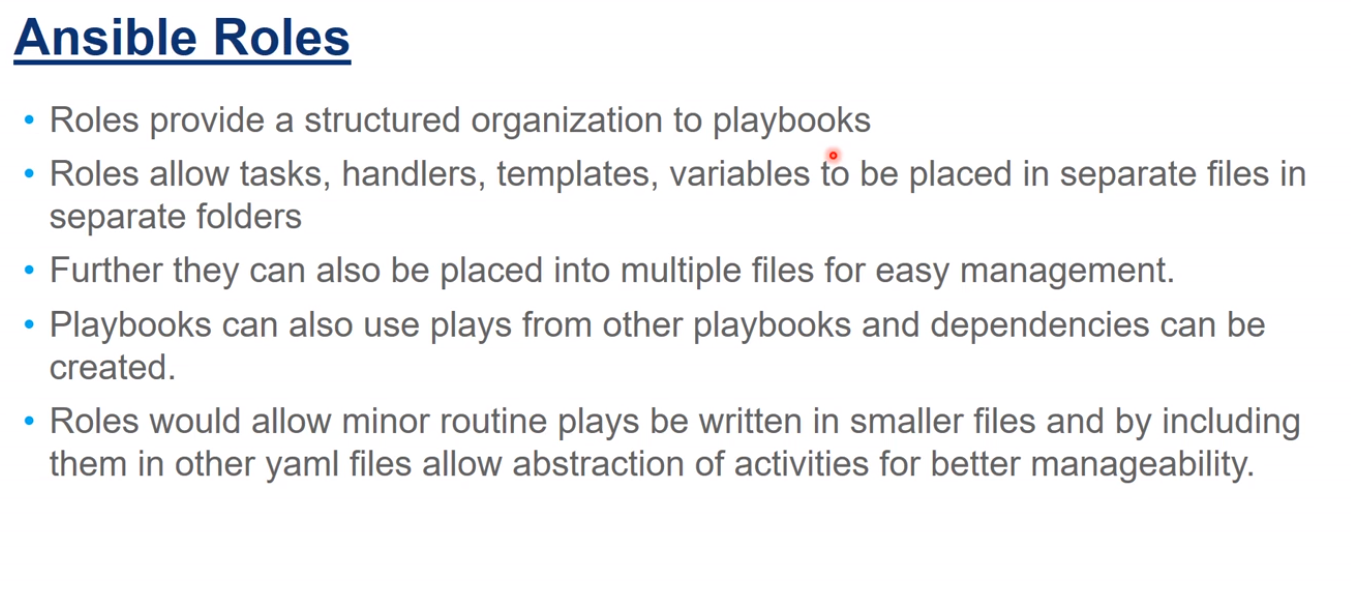 Ansible Roles
• Roles provide a structured organization to playbooks
• Roles allow tasks, handlers, templates, variables to be placed in separate files in
separate folders
• Further they can also be placed into multiple files for easy management.
• Playbooks can also use plays from other playbooks and dependencies can be
created.
• Roles would allow minor routine plays be written in smaller files and by including
them in other yaml files allow abstraction of activities for better manageability.